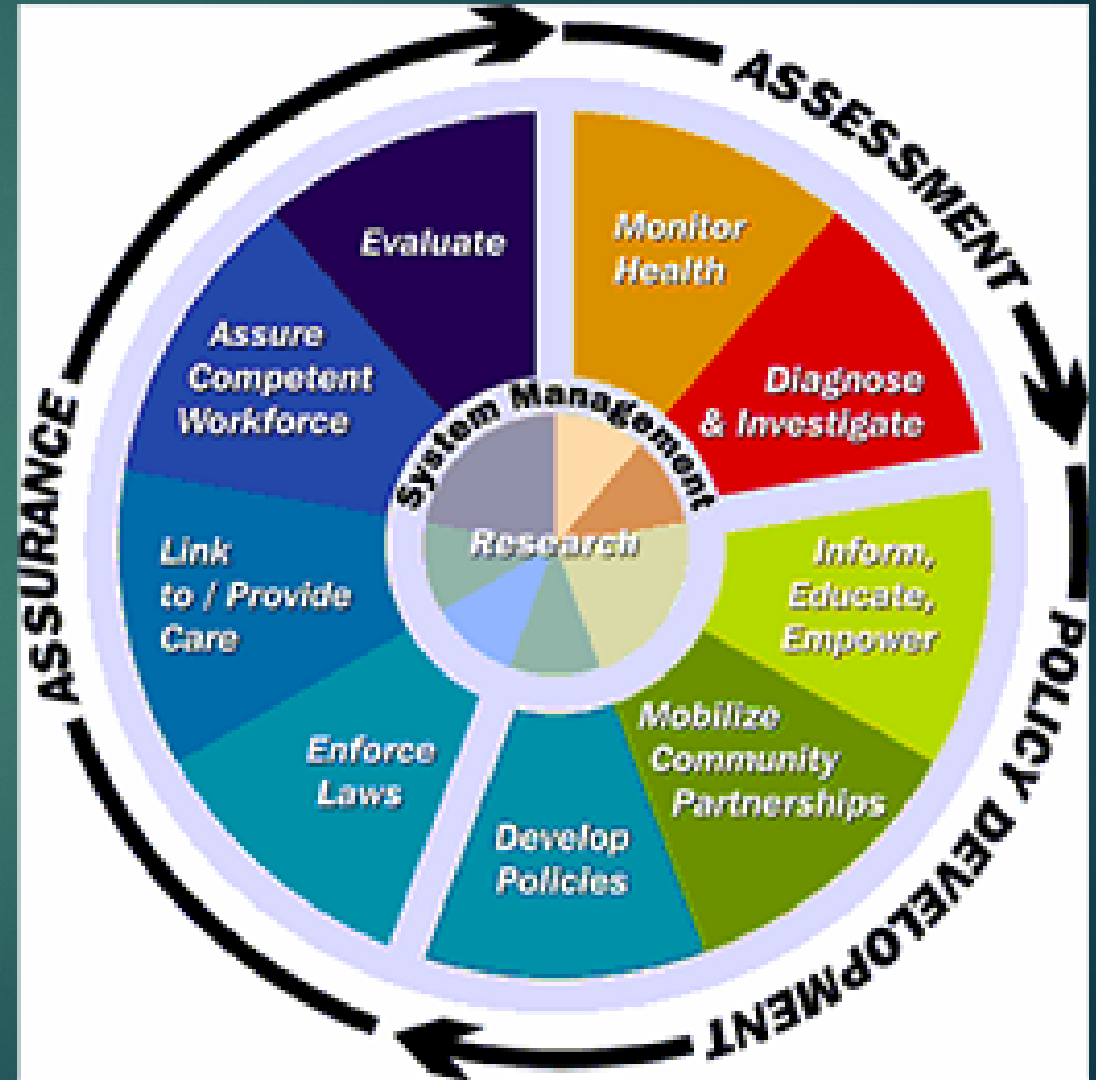 ASSESSMENT
Monitor
Health
Diagnose
& Investigate
Inform,
Educate,
Empower
POLICY DEVELOPMENT
Mobilize
Community
Partnerships
Develop
Policies
Enforce
Laws
ASSURANCE
Link
to / Provide
Care
Assure
Competent
Workforce
Evaluate
System Management
Research